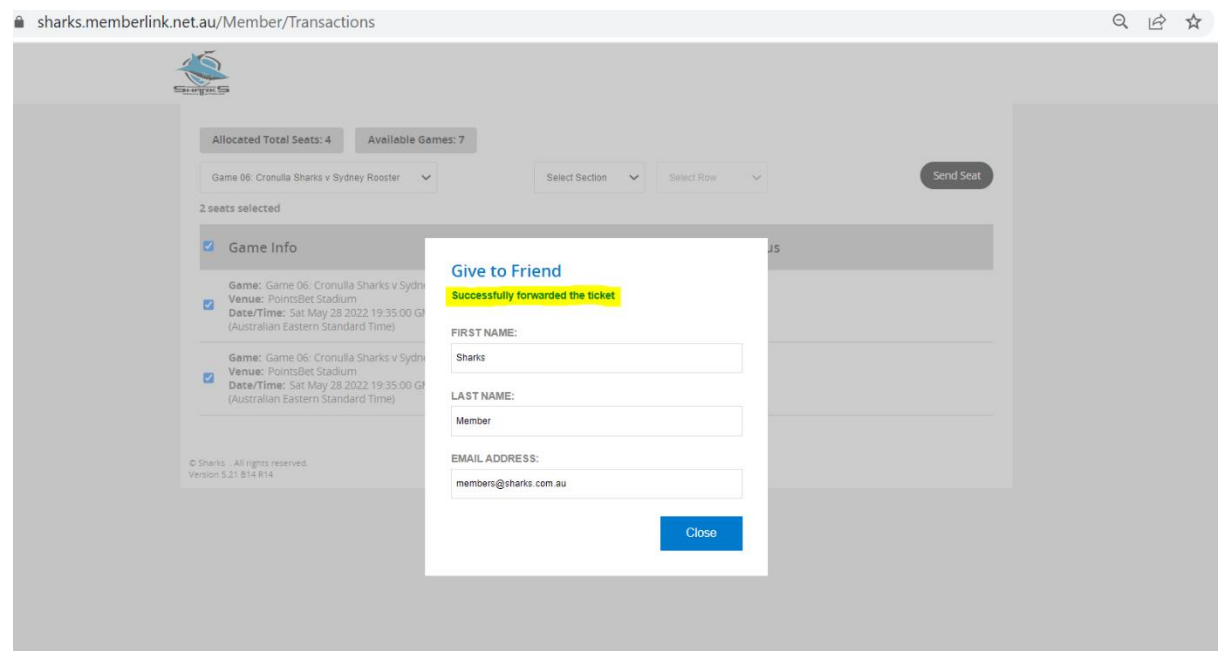 sharks.memberlink.net.au/Member/Transactions
SHARKS
Allocated Total Seats: 4 Available Games: 7
Game 06: Cronulla Sharks v Sydney Rooster Select Section Select Row Send Seat
2 seats selected
Game Info us
Game: Game 06: Cronulla Sharks v Sydn
Venue: PointsBet Stadium
Date/Time: Sat May 28 2022 19:35:00 G
(Australian Eastern Standard Time)
Game: Game 06: Cronulla Sharks v Sydn
Venue: PointsBet Stadium
Date/Time: Sat May 28 2022 19:35:00 G
(Australian Eastern Standard Time)
© Sharks . All rights reserved.
Version 5.21 B14 R14
Give to Friend
Successfully forwarded the ticket
FIRST NAME:
Sharks
LAST NAME:
Member
EMAIL ADDRESS:
members@sharks.com.au
Close